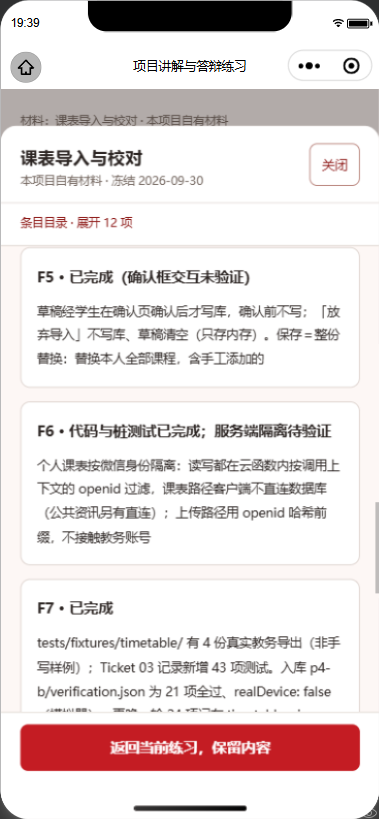 19:39
项目讲解与答辩练习
材料：课表导入与校对 · 本项目自有材料
课表导入与校对
本项目自有材料 · 冻结 2026-09-30
关闭
条目目录 · 展开 12 项
F5 · 已完成（确认框交互未验证）
草稿经学生在确认页确认后才写库，确认前不写；「放
弃导入」不写库、草稿清空（只存内存）。保存＝整份
替换：替换本人全部课程，含手工添加的
F6 · 代码与桩测试已完成；服务端隔离待验证
个人课表按微信身份隔离：读写都在云函数内按调用上
下文的 openid 过滤，课表路径客户端不直连数据库
（公共资讯另有直连）；上传路径用 openid 哈希前
缀，不接触教务账号
F7 · 已完成
tests/fixtures/timetable/ 有 4 份真实教务导出（非手
写样例）；Ticket 03 记录新增 43 项测试。入库 p4-
b/verification.json 为 21 项全过、realDevice: false
返回当前练习，保留内容